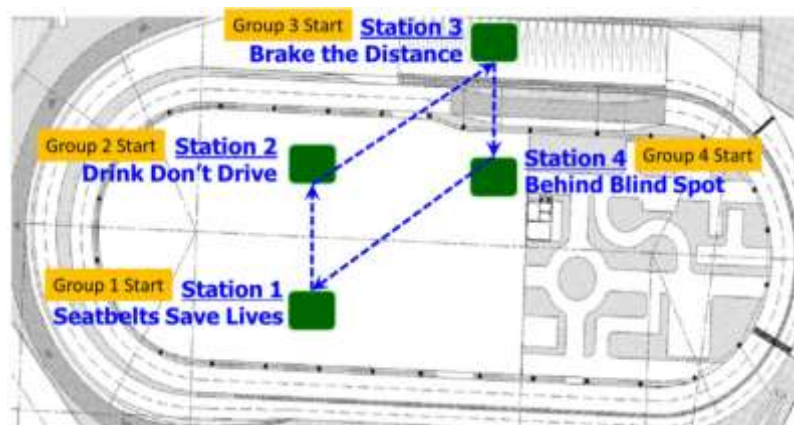 Group 3 Start
Station 3
Brake the Distance
Group 2 Start
Station 2
Drink Don't Drive
Station 4
Group 4 Start
Behind Blind Spot
Group 1 Start
Station 1
Seatbelts Save Lives